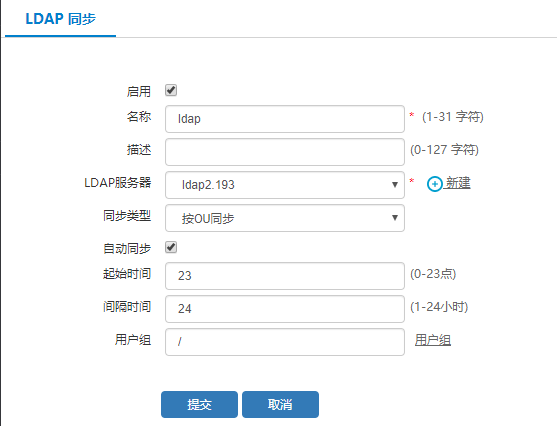 LDAP 同步
启用
名称 ldap * (1-31 字符)
描述 (0-127 字符)
LDAP服务器 ldap2.193 * 新建
同步类型 按OU同步
自动同步
起始时间 23 (0-23点)
间隔时间 24 (1-24小时)
用户组 / 用户组
提交 取消